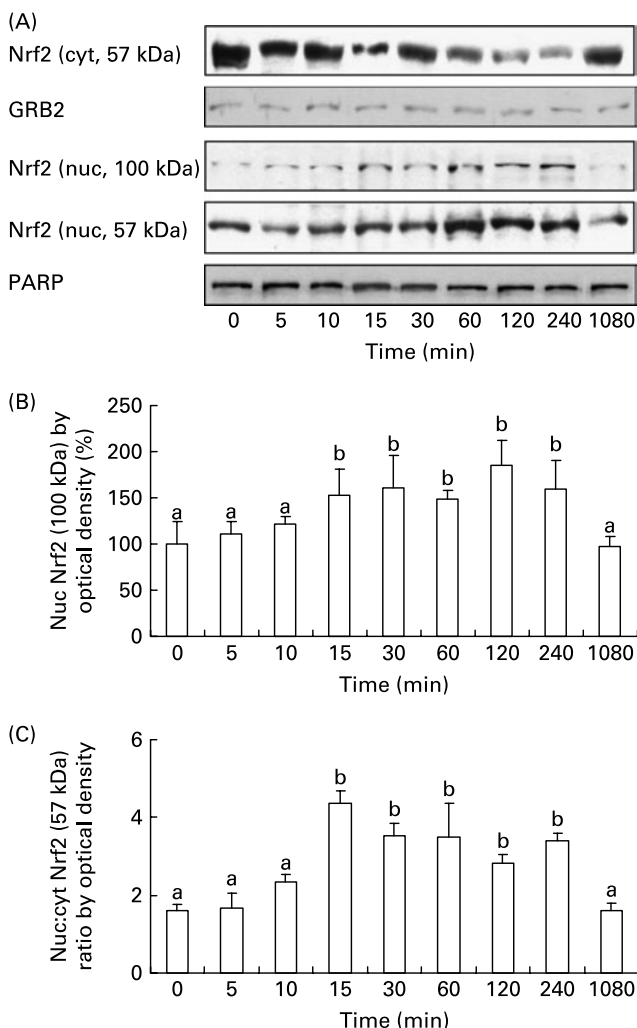 (A)
Nrf2 (cyt, 57 kDa)
GRB2
Nrf2 (nuc, 100 kDa)
Nrf2 (nuc, 57 kDa)
PARP
0 5 10 15 30 60 120 240 1080
Time (min)
(B)
Nuc Nrf2 (100 kDa) by
optical density (%)
250
200
150
100
50
0
a a a b b b b b a
0 5 10 15 30 60 120 240 1080
Time (min)
(C)
Nuc:cyt Nrf2 (57 kDa)
ratio by optical density
6
4
2
0
a a a b b b b b a
0 5 10 15 30 60 120 240 1080
Time (min)